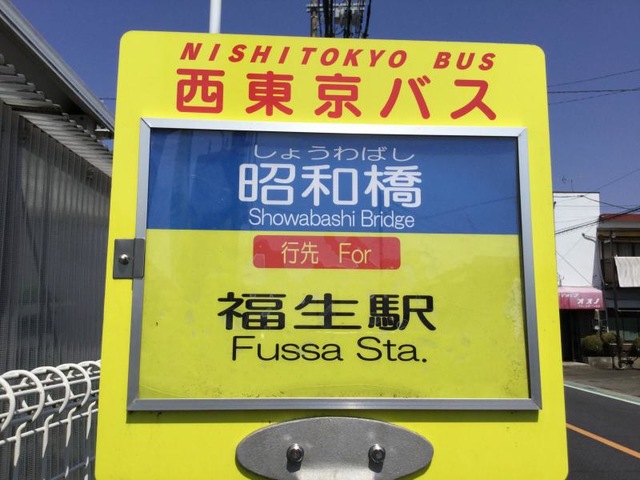 NISHITOKYO BUS
西東京バス
しょうわばし
昭和橋
Showabashi Bridge
行先 For
福生駅
Fussa Sta.